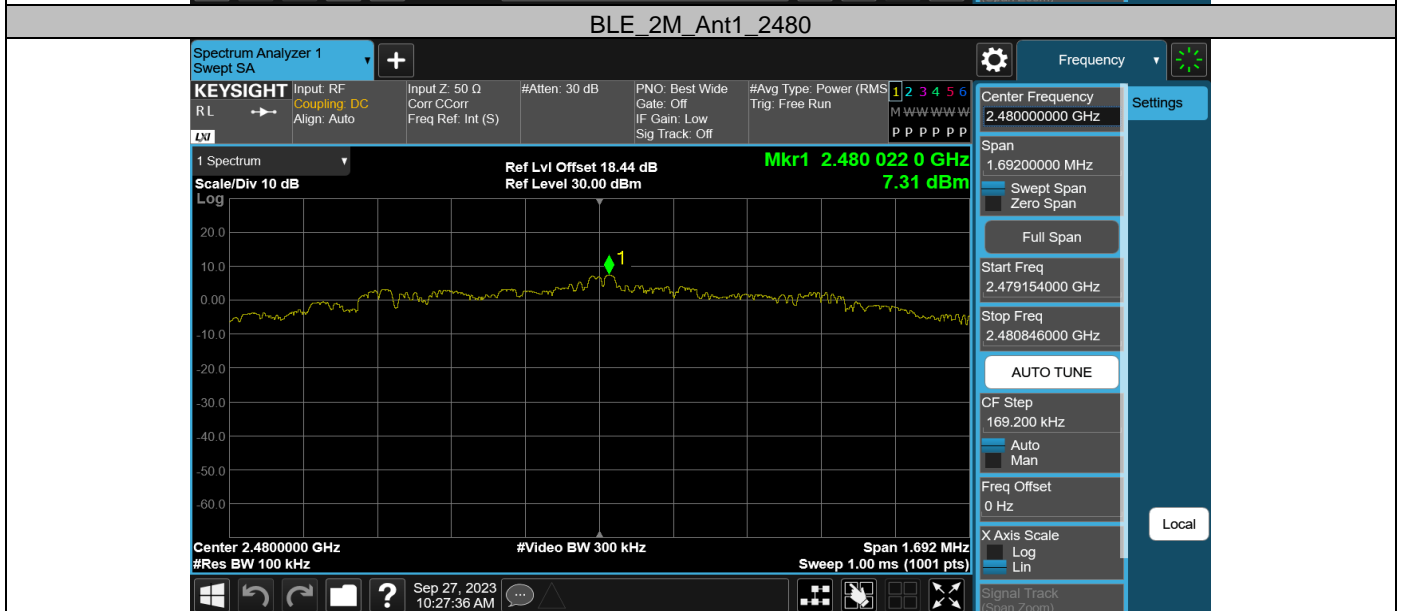 (Span Zoom)
BLE_2M_Ant1_2480
Spectrum Analyzer 1
Swept SA
+
Frequency
KEYSIGHT
R L
LXI
Input: RF
Coupling: DC
Align: Auto
Input Z: 50 Ω
Corr CCorr
Freq Ref: Int (S)
#Atten: 30 dB
PNO: Best Wide
Gate: Off
IF Gain: Low
Sig Track: Off
#Avg Type: Power (RMS
Trig: Free Run
1 2 3 4 5 6
M W W W W W
P P P P P P
1 Spectrum
Scale/Div 10 dB
Ref Lvl Offset 18.44 dB
Ref Level 30.00 dBm
Mkr1 2.480 022 0 GHz
7.31 dBm
Log
20.0
10.0
0.00
-10.0
-20.0
-30.0
-40.0
-50.0
-60.0
1
Center 2.4800000 GHz
#Res BW 100 kHz
#Video BW 300 kHz
Span 1.692 MHz
Sweep 1.00 ms (1001 pts)
?
Sep 27, 2023
10:27:36 AM
Center Frequency
2.480000000 GHz
Span
1.69200000 MHz
Swept Span
Zero Span
Full Span
Start Freq
2.479154000 GHz
Stop Freq
2.480846000 GHz
AUTO TUNE
CF Step
169.200 kHz
Auto
Man
Freq Offset
0 Hz
X Axis Scale
Log
Lin
Signal Track
(Span Zoom)
Settings
Local